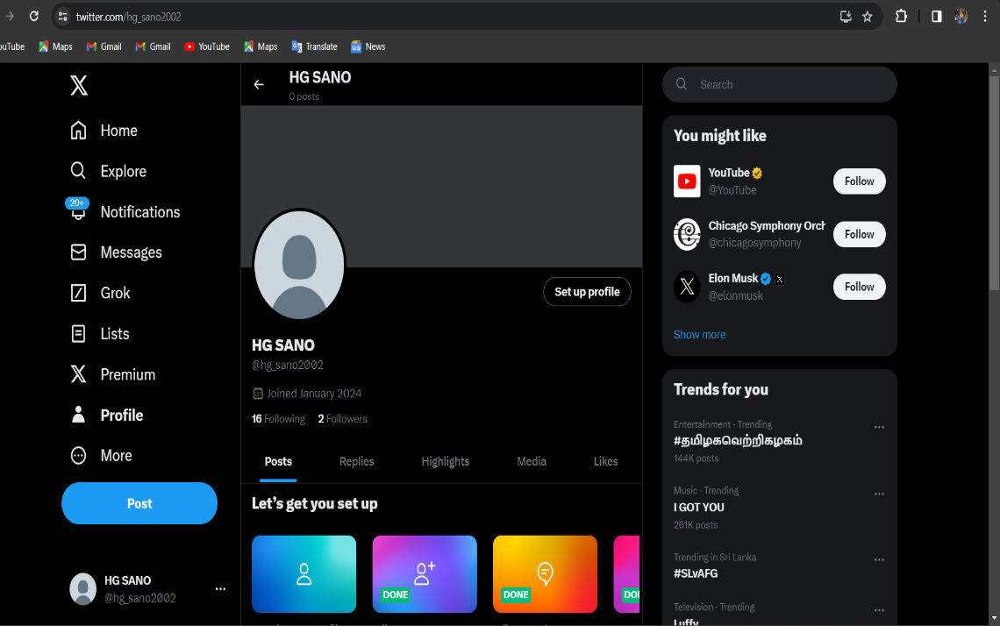 twitter.com/hg_sano2002
ouTube Maps Gmail Gmail YouTube Maps Translate News
Home
Explore
20+
Notifications
Messages
Grok
Lists
Premium
Profile
More
Post
HG SANO
@hg_sano2002
HG SANO
0 posts
Set up profile
HG SANO
@hg_sano2002
Joined January 2024
16 Following 2 Followers
Posts Replies Highlights Media Likes
Let's get you set up
DONE DONE DO
Search
You might like
YouTube
@YouTube
Follow
Chicago Symphony Orch
@chicagosymphony
Follow
Elon Musk
@elonmusk
Follow
Show more
Trends for you
Entertainment · Trending
#தமிழகவெற்றிகழகம்
144K posts
Music · Trending
I GOT YOU
261K posts
Trending in Sri Lanka
#SLvAFG
Television · Trending
Luffy